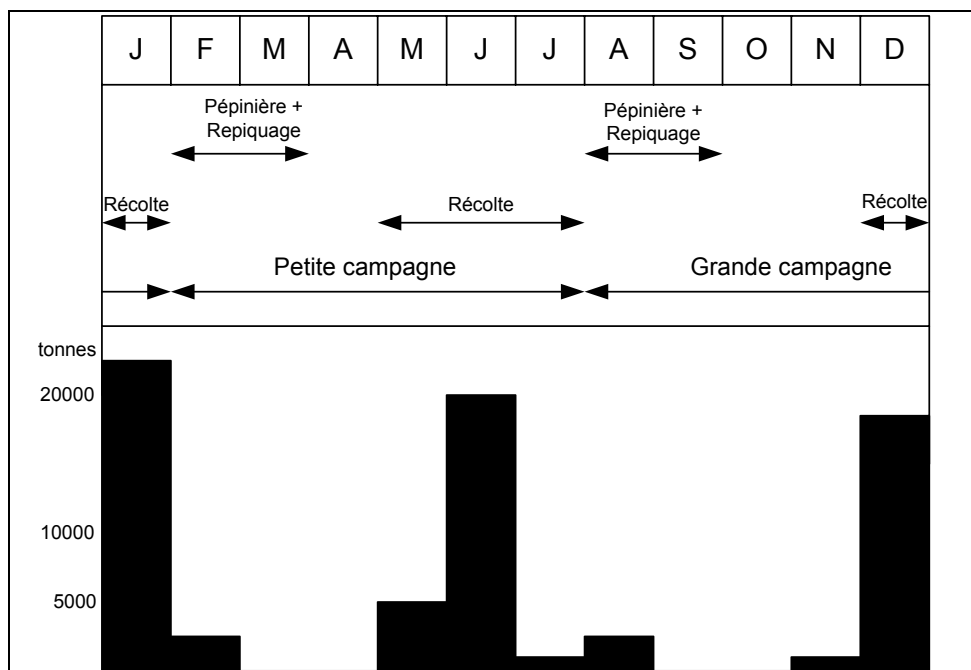 J F M A M J J A S O N D
Pépinière +
Repiquage
Pépinière +
Repiquage
Récolte
Récolte
Récolte
Petite campagne
Grande campagne
tonnes
20000
10000
5000